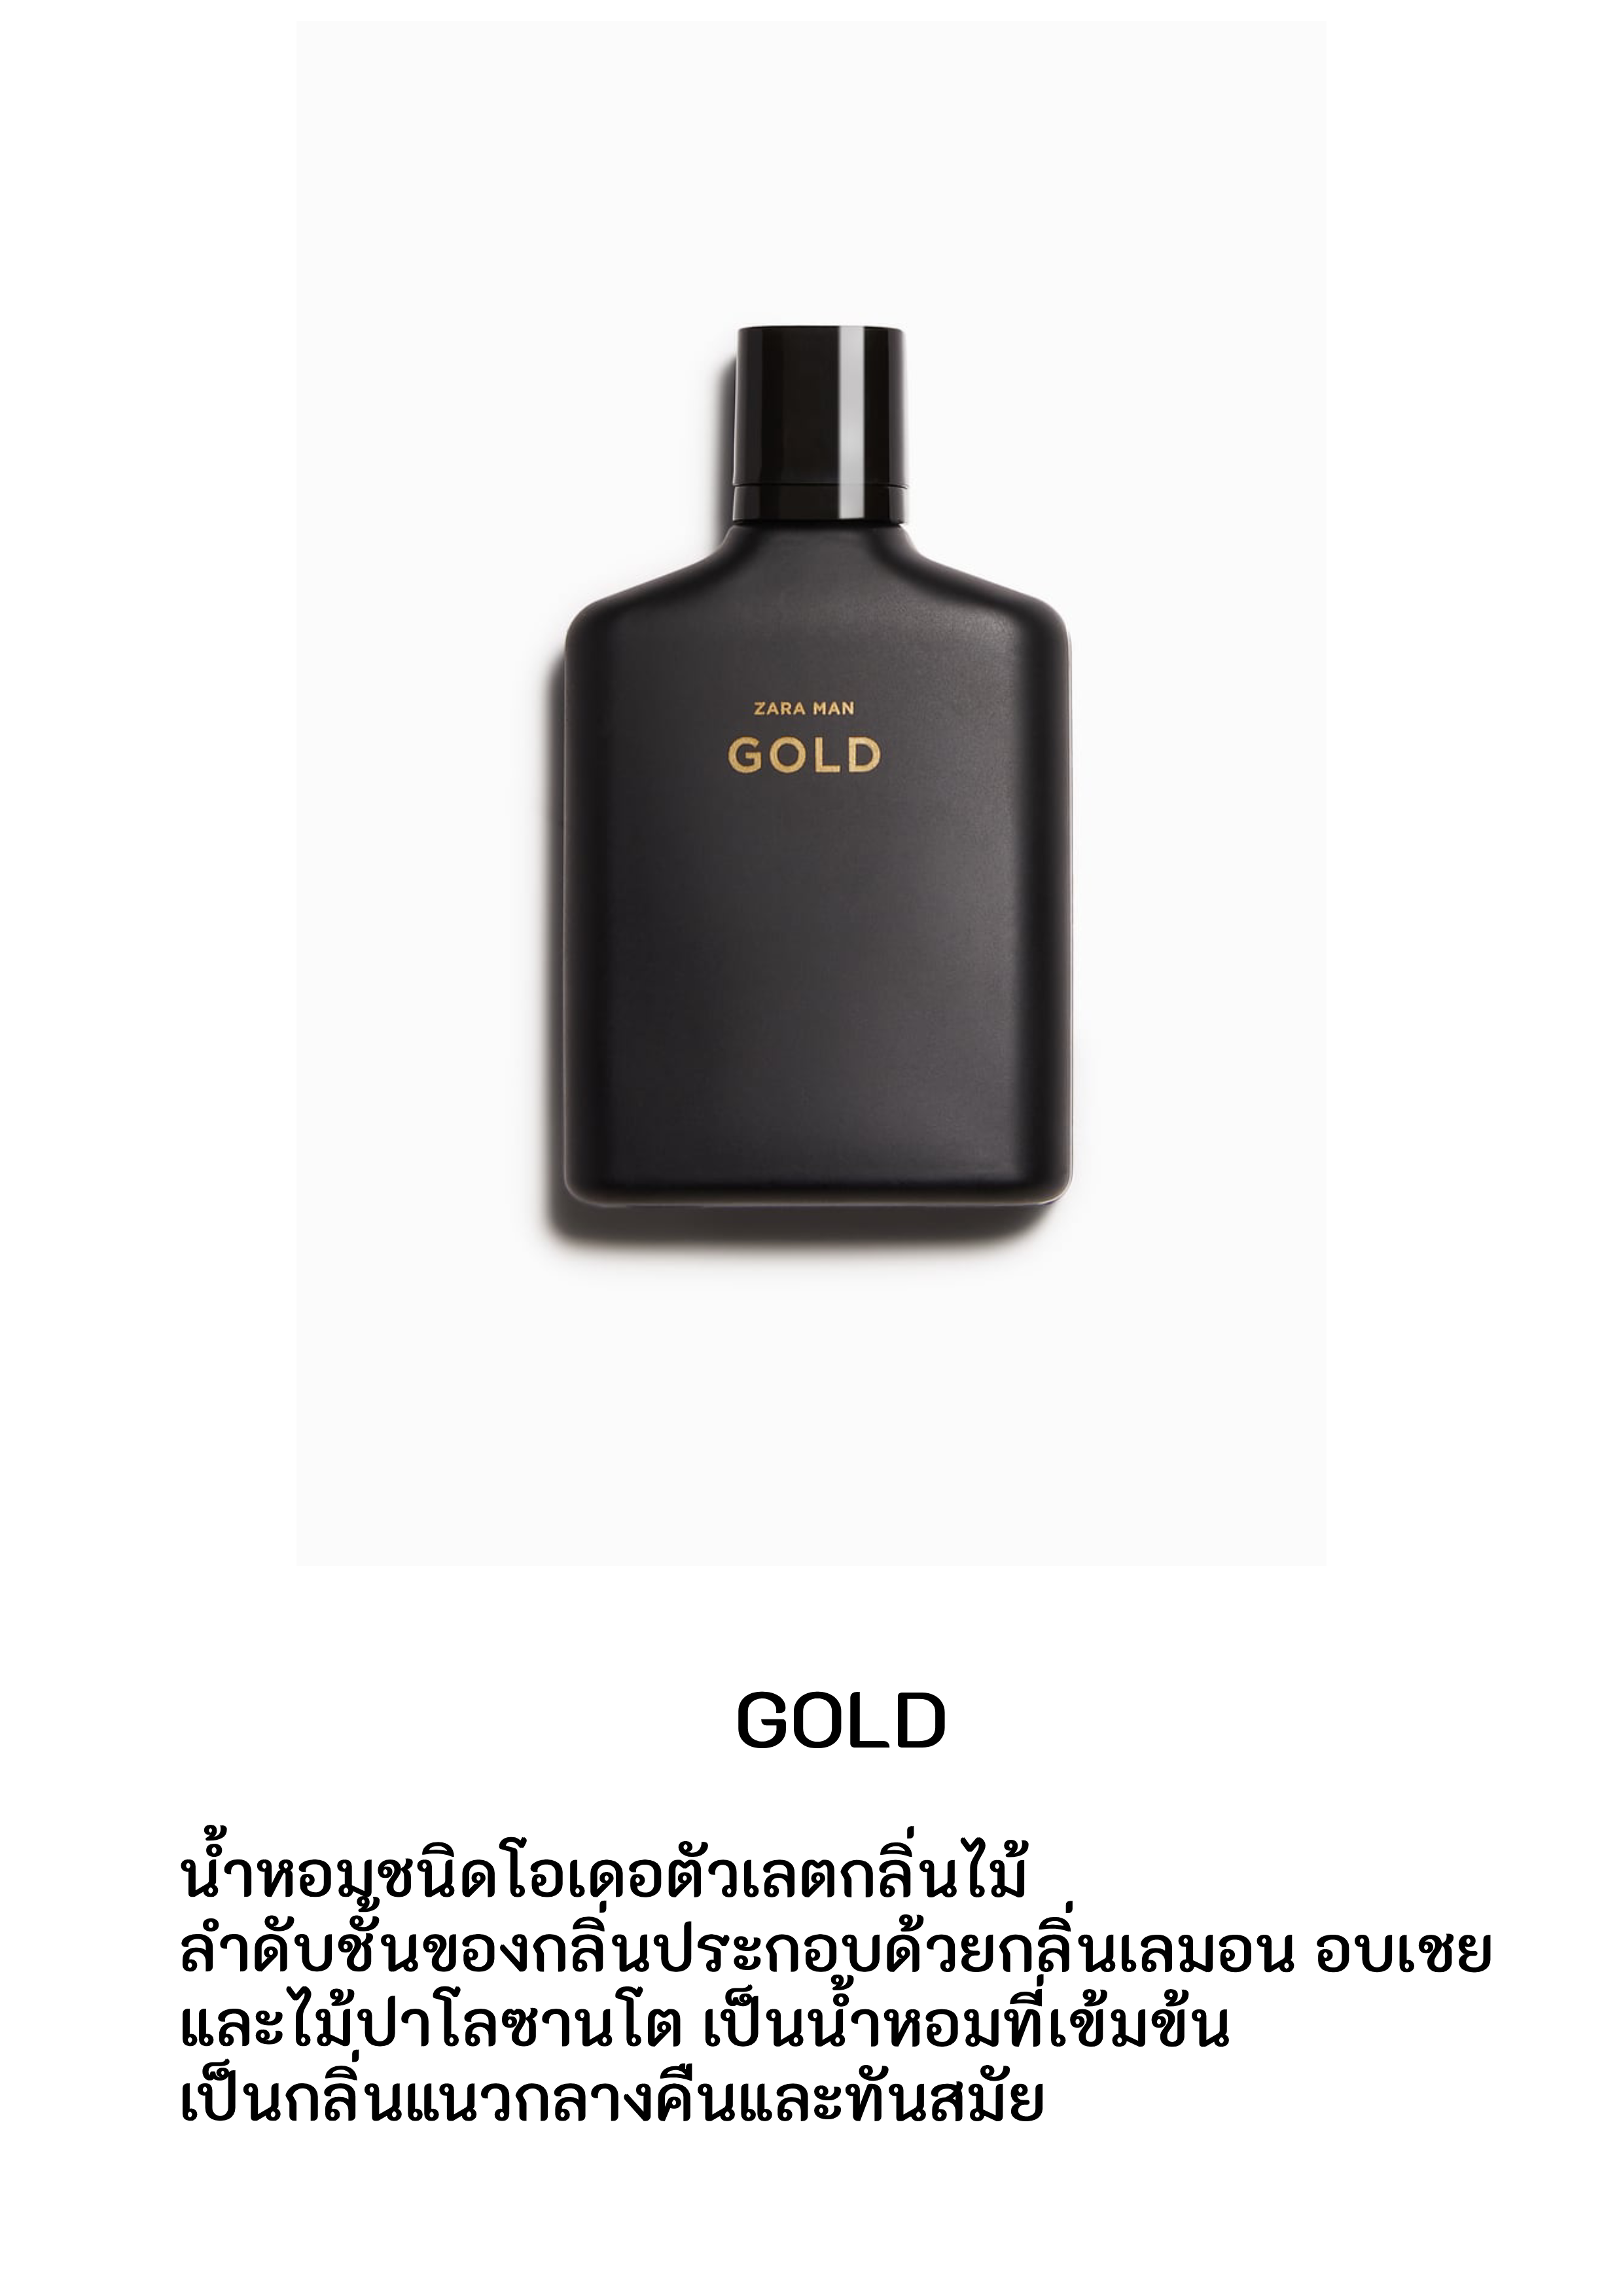 ZARA MAN
GOLD
GOLD
น้ำหอมชนิดโอเดอตัวเลตกลิ่นไม้
ลำดับชั้นของกลิ่นประกอบด้วยกลิ่นเลมอน อบเชย
และไม้ปาโลซานโต เป็นน้ำหอมที่เข้มข้น
เป็นกลิ่นแนวกลางคืนและทันสมัย